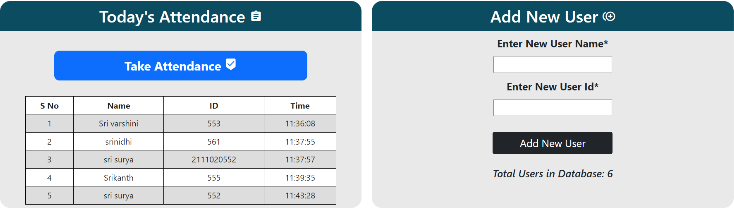 Today's Attendance
Take Attendance
S No Name ID Time
1 Sri varshini 553 11:36:08
2 srinidhi 561 11:37:55
3 sri surya 2111020552 11:37:57
4 Srikanth 555 11:39:35
5 sri surya 552 11:43:28
Add New User
Enter New User Name*
Enter New User Id*
Add New User
Total Users in Database: 6